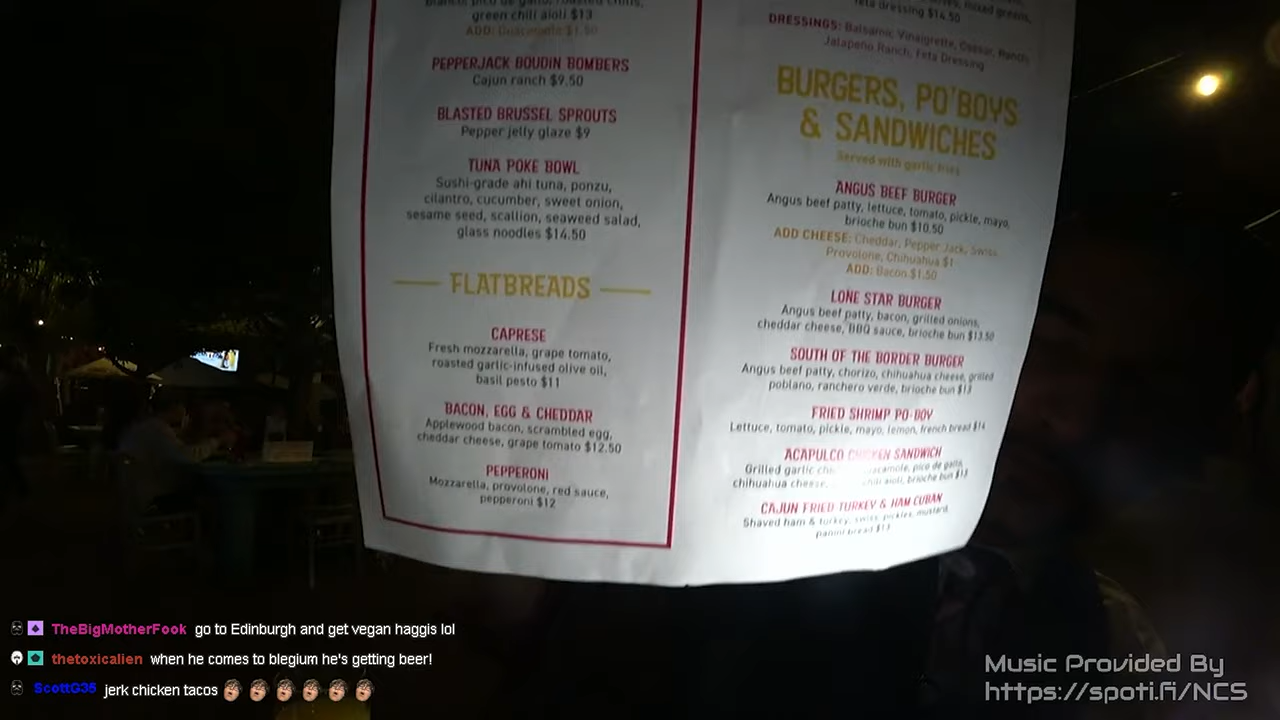 green chili aioli $13
ADD: Guacamole $1.50
PEPPERJACK BOUDIN BOMBERS
Cajun ranch $9.50
BLASTED BRUSSEL SPROUTS
Pepper jelly glaze $9
TUNA POKE BOWL
Sushi-grade ahi tuna, ponzu,
cilantro, cucumber, sweet onion,
sesame seed, scallion, seaweed salad,
glass noodles $14.50
FLATBREADS
CAPRESE
Fresh mozzarella, grape tomato,
roasted garlic-infused olive oil,
basil pesto $11
BACON, EGG & CHEDDAR
Applewood bacon, scrambled egg,
cheddar cheese, grape tomato $12.50
PEPPERONI
Mozzarella, provolone, red sauce,
pepperoni $12
mixed greens,
feta dressing $14.50
DRESSINGS: Balsamic Vinaigrette, Caesar, Ranch,
Jalapeno Ranch, Feta Dressing
BURGERS, PO'BOYS
& SANDWICHES
Served with garlic fries
ANGUS BEEF BURGER
Angus beef patty, lettuce, tomato, pickle, mayo,
brioche bun $10.50
ADD CHEESE: Cheddar, Pepper Jack, Swiss,
Provolone, Chihuahua $1
ADD: Bacon $1.50
LONE STAR BURGER
Angus beef patty, bacon, grilled onions,
cheddar cheese, BBQ sauce, brioche bun $13.50
SOUTH OF THE BORDER BURGER
Angus beef patty, chorizo, chihuahua cheese, grilled
poblano, ranchero verde, brioche bun $13
FRIED SHRIMP PO-BOY
Lettuce, tomato, pickle, mayo, lemon, french bread $14
ACAPULCO CHICKEN SANDWICH
Grilled garlic pico de gallo,
chihuahua cheese, chili aioli, brioche bun $13
CAJUN FRIED TURKEY & HAM CUBAN
Shaved ham & turkey, swiss, pickles, mustard,
panini bread $13
TheBigMotherFook go to Edinburgh and get vegan haggis lol
thetoxicalien when he comes to blegium he's getting beer!
ScottG35 jerk chicken tacos
Music Provided By
https://spoti.fi/NCS